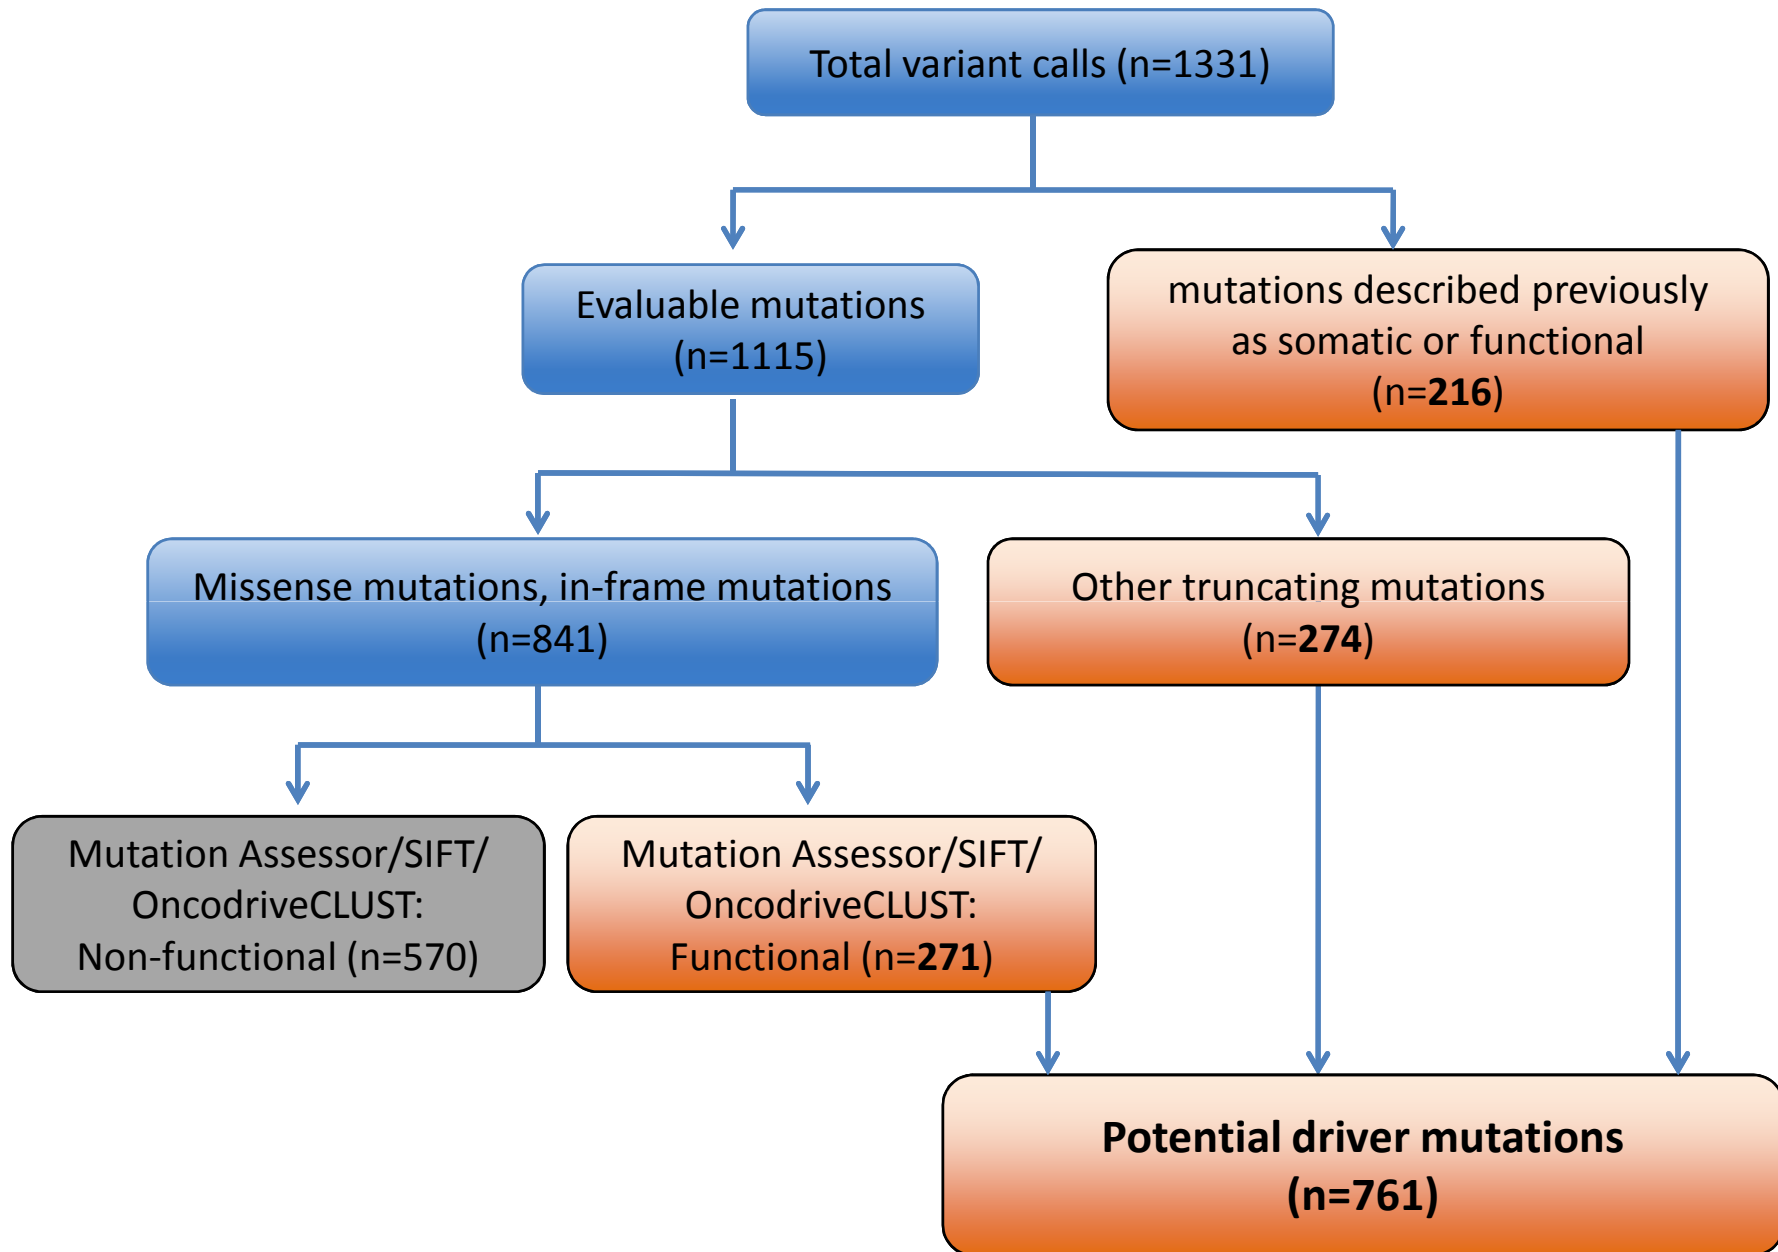 Total variant calls (n=1331)
Evaluable mutations
(n=1115)
mutations described previously
as somatic or functional
(n=216)
Missense mutations, in-frame mutations
(n=841)
Other truncating mutations
(n=274)
Mutation Assessor/SIFT/
OncodriveCLUST:
Non-functional (n=570)
Mutation Assessor/SIFT/
OncodriveCLUST:
Functional (n=271)
Potential driver mutations
(n=761)